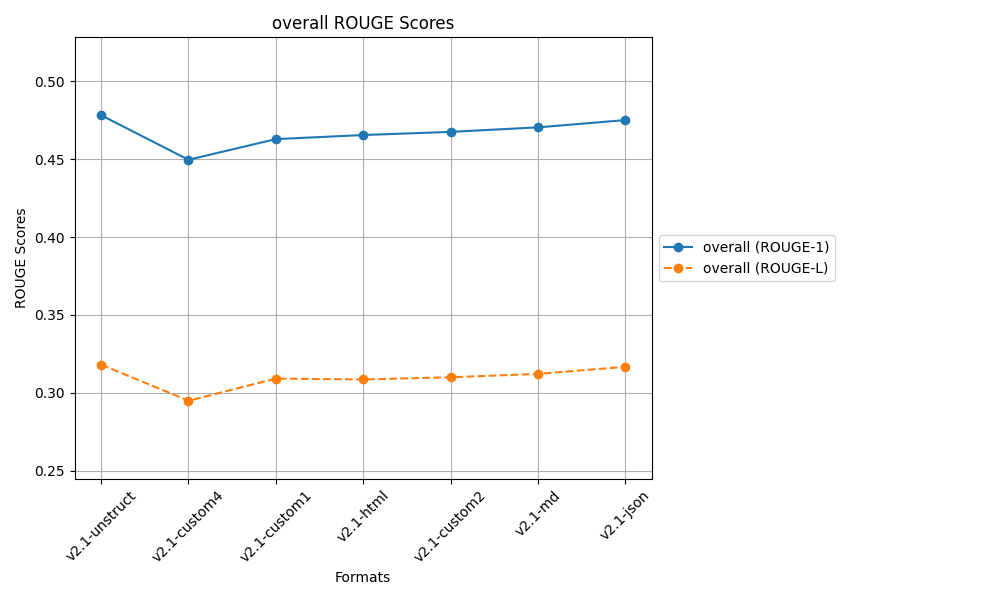 overall ROUGE Scores
ROUGE Scores
0.50
0.45
0.40
0.35
0.30
0.25
v2.1-unstruct
v2.1-custom4
v2.1-custom1
v2.1-html
v2.1-custom2
v2.1-md
v2.1-json
Formats
overall (ROUGE-1)
overall (ROUGE-L)